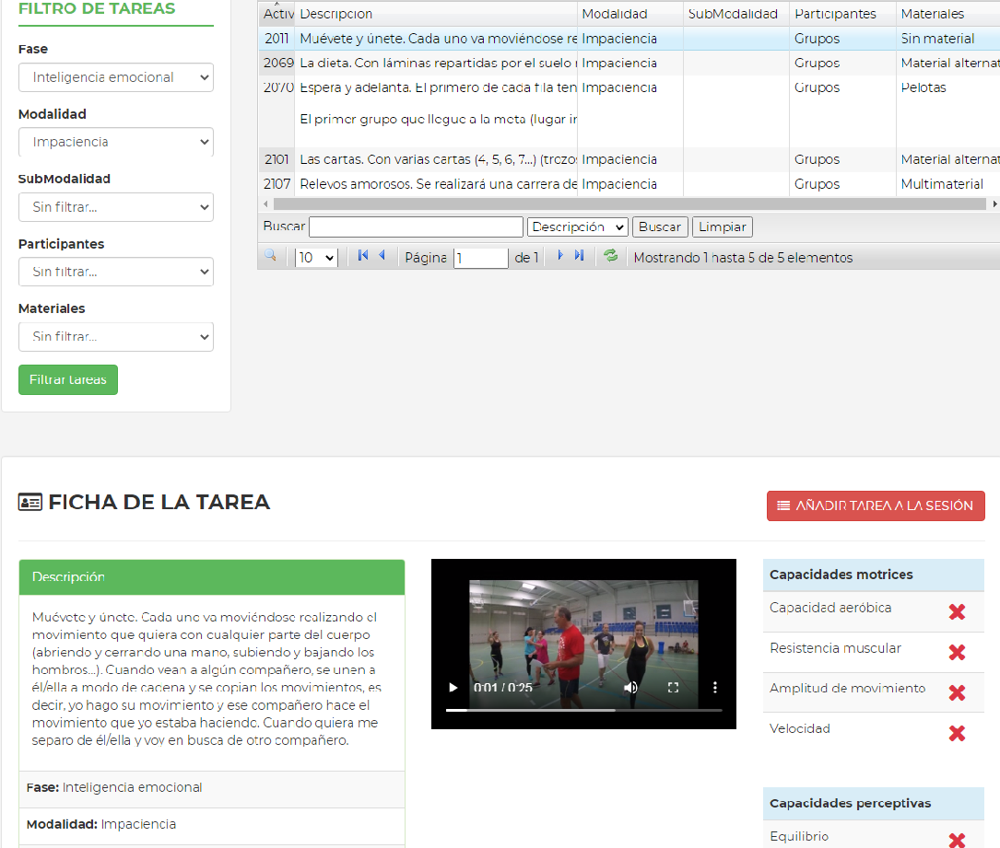 FILTRO DE TAREAS
Fase
Inteligencia emocional
Modalidad
Impaciencia
SubModalidad
Sin filtrar...
Participantes
Sin filtrar...
Materiales
Sin filtrar...
Filtrar tareas
Activ Descripción Modalidad SubModalidad Participantes Materiales
2011 Muévete y únete. Cada uno va moviéndose re Impaciencia Grupos Sin material
2069 La dieta. Con láminas repartidas por el suelo Impaciencia Grupos Material alternat
2070 Espera y adelanta. El primero de cada fila ten Impaciencia Grupos Pelotas
El primer grupo que llegue a la meta (lugar ir
2101 Las cartas. Con varias cartas (4, 5, 6, 7...) (trozos Impaciencia Grupos Material alternat
2107 Relevos amorosos. Se realizará una carrera de Impaciencia Grupos Multimaterial
Buscar Descripción Buscar Limpiar
10 Página 1 de 1 Mostrando 1 hasta 5 de 5 elementos
FICHA DE LA TAREA
AÑADIR TAREA A LA SESIÓN
Descripción
Muévete y únete. Cada uno va moviéndose realizando el
movimiento que quiera con cualquier parte del cuerpo
(abriendo y cerrando una mano, subiendo y bajando los
hombros...). Cuando vean a algún compañero, se unen a
él/ella a modo de cadena y se copian los movimientos, es
decir, yo hago su movimiento y ese compañero hace el
movimiento que yo estaba haciendo. Cuando quiera me
separo de él/ella y voy en busca de otro compañero.
Fase: Inteligencia emocional
Modalidad: Impaciencia
0:01 / 0:25
Capacidades motrices
Capacidad aeróbica
Resistencia muscular
Amplitud de movimiento
Velocidad
Capacidades perceptivas
Equilibrio